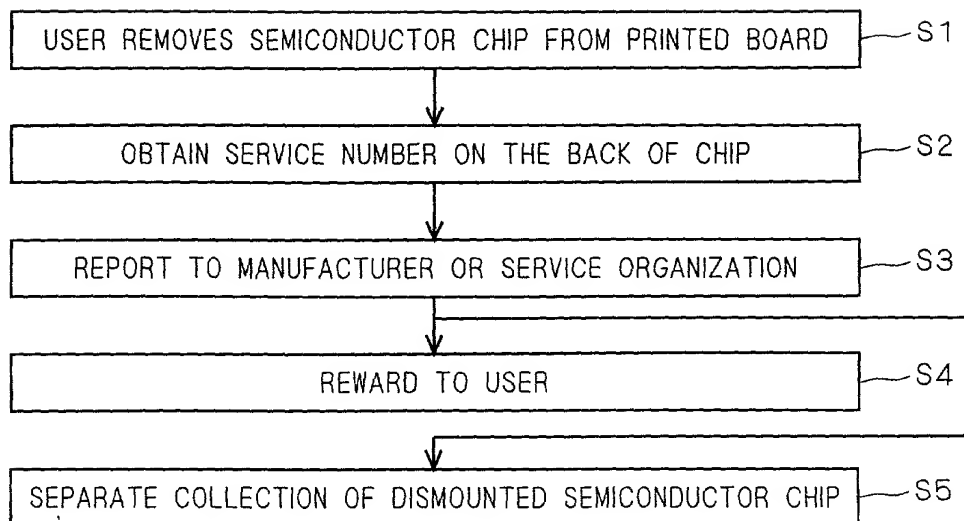 USER REMOVES SEMICONDUCTOR CHIP FROM PRINTED BOARD S1
OBTAIN SERVICE NUMBER ON THE BACK OF CHIP S2
REPORT TO MANUFACTURER OR SERVICE ORGANIZATION S3
REWARD TO USER S4
SEPARATE COLLECTION OF DISMOUNTED SEMICONDUCTOR CHIP S5